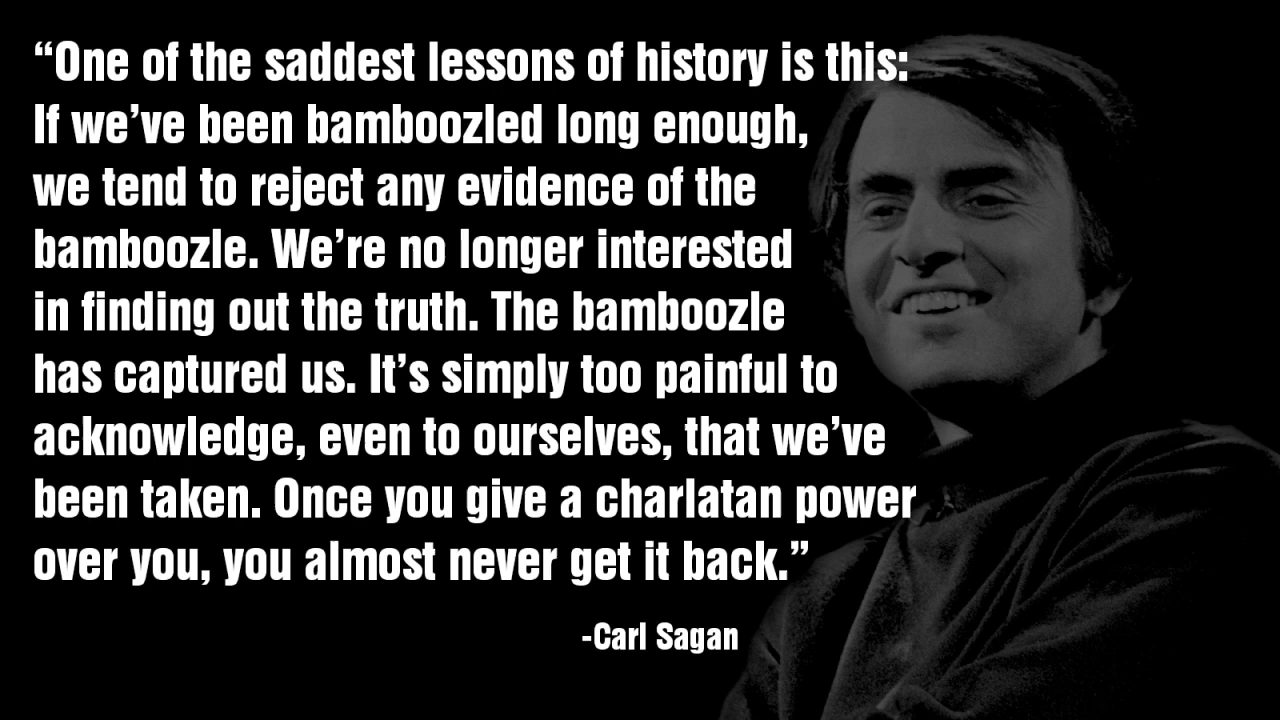 “One of the saddest lessons of history is this:
If we’ve been bamboozled long enough,
we tend to reject any evidence of the
bamboozle. We’re no longer interested
in finding out the truth. The bamboozle
has captured us. It’s simply too painful to
acknowledge, even to ourselves, that we’ve
been taken. Once you give a charlatan power
over you, you almost never get it back.”
-Carl Sagan